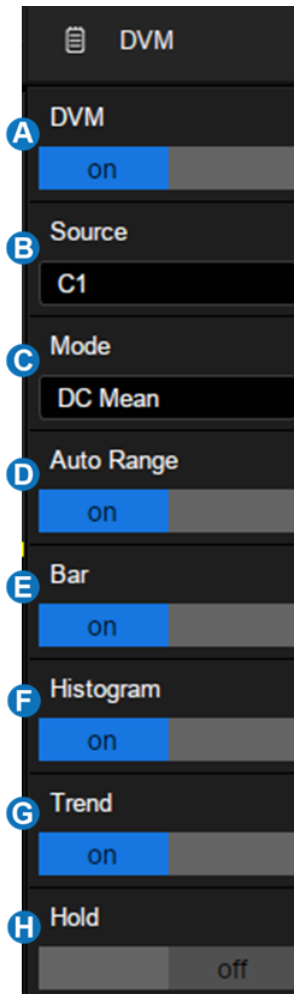 DVM
DVM
A
on
Source
B
C1
Mode
C
DC Mean
Auto Range
D
on
Bar
E
on
Histogram
F
on
Trend
G
on
Hold
H
off